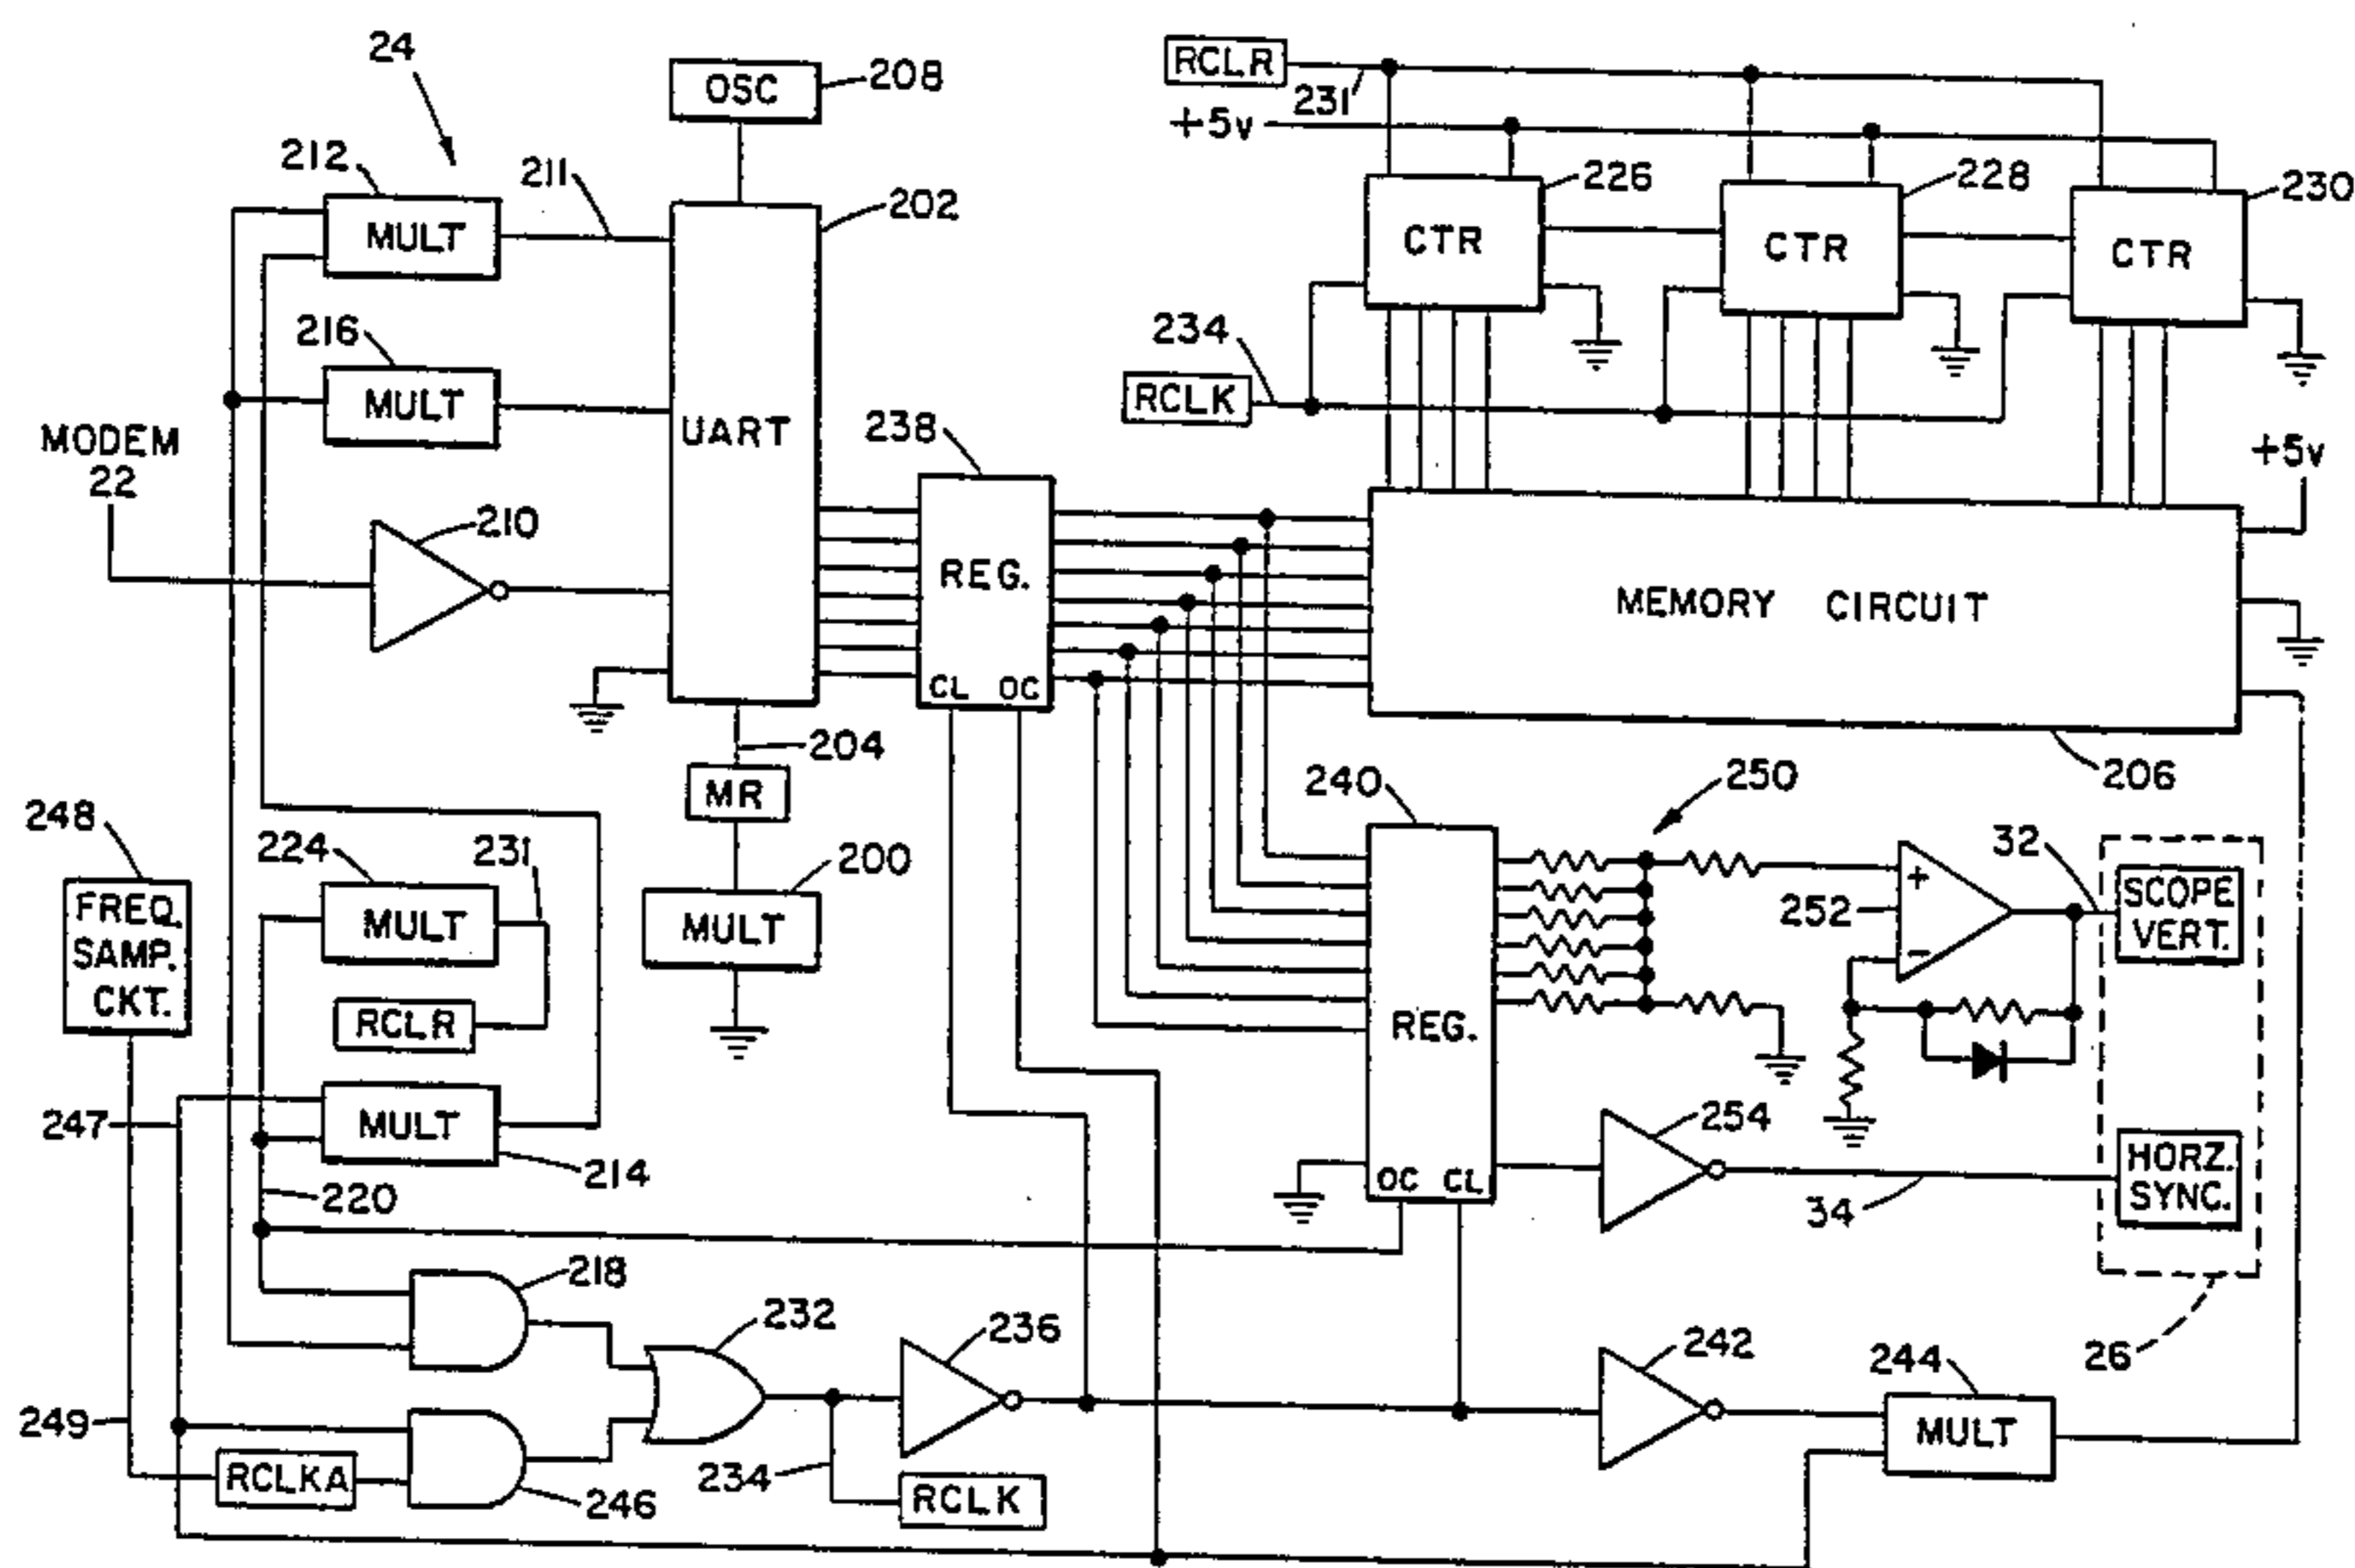 24
OSC
208
RCLR
231
+5v
212
211
MULT
202
226
228
230
CTR
CTR
CTR
216
MULT
234
RCLK
MODEM
22
UART
238
+5v
210
REG.
CL OC
MEMORY CIRCUIT
204
MR
206
248
FREQ.
SAMP.
CKT.
224
231
MULT
200
MULT
RCLR
240
250
REG.
OC CL
+
252
−
32
SCOPE
VERT.
247
MULT
214
220
254
HORZ.
SYNC.
34
218
232
236
242
244
26
249
RCLKA
246
234
RCLK
MULT